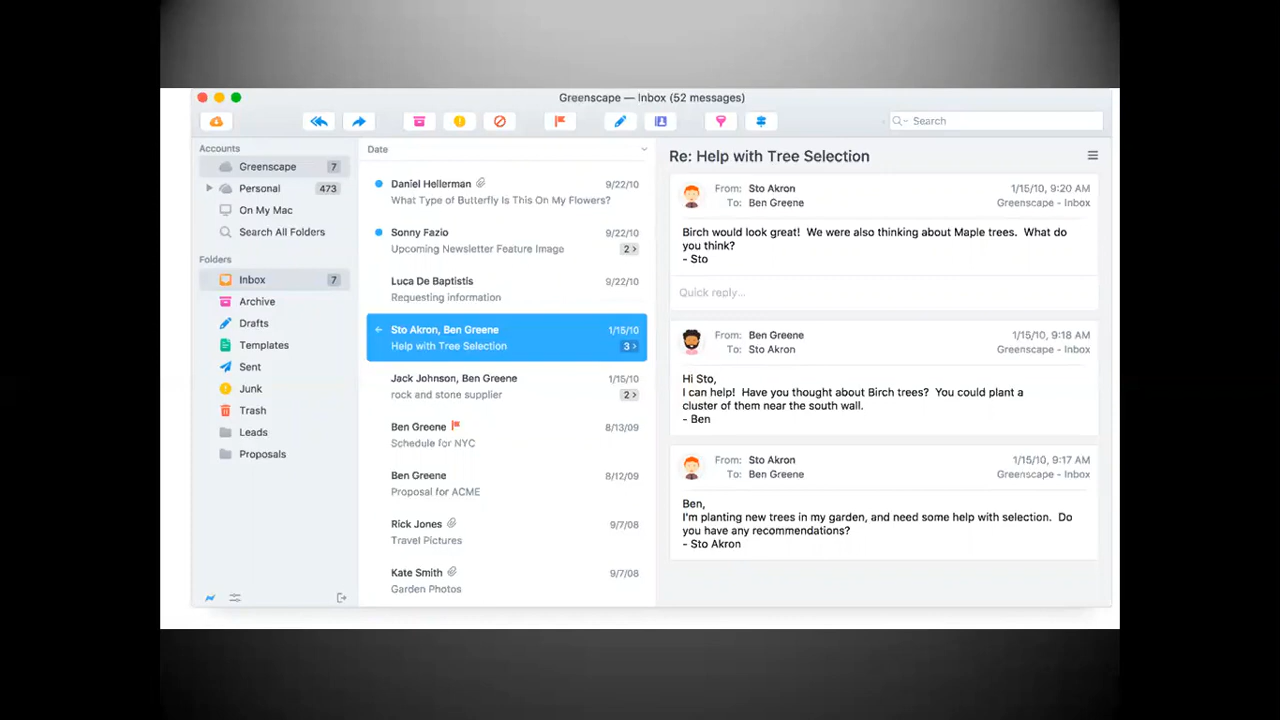 Greenscape — Inbox (52 messages)
Search
Accounts
Greenscape 7
Personal 473
On My Mac
Search All Folders
Folders
Inbox 7
Archive
Drafts
Templates
Sent
Junk
Trash
Leads
Proposals
Date
Daniel Hellerman 9/22/10
What Type of Butterfly Is This On My Flowers?
Sonny Fazio 9/22/10
Upcoming Newsletter Feature Image 2 >
Luca De Baptistis 9/22/10
Requesting information
Sto Akron, Ben Greene 1/15/10
Help with Tree Selection 3 >
Jack Johnson, Ben Greene 1/15/10
rock and stone supplier 2 >
Ben Greene 8/13/09
Schedule for NYC
Ben Greene 8/12/09
Proposal for ACME
Rick Jones 9/7/08
Travel Pictures
Kate Smith 9/7/08
Garden Photos
Re: Help with Tree Selection
From: Sto Akron 1/15/10, 9:20 AM
To: Ben Greene Greenscape - Inbox
Birch would look great! We were also thinking about Maple trees. What do
you think?
- Sto
Quick reply...
From: Ben Greene 1/15/10, 9:18 AM
To: Sto Akron Greenscape - Inbox
Hi Sto,
I can help! Have you thought about Birch trees? You could plant a
cluster of them near the south wall.
- Ben
From: Sto Akron 1/15/10, 9:17 AM
To: Ben Greene Greenscape - Inbox
Ben,
I'm planting new trees in my garden, and need some help with selection. Do
you have any recommendations?
- Sto Akron